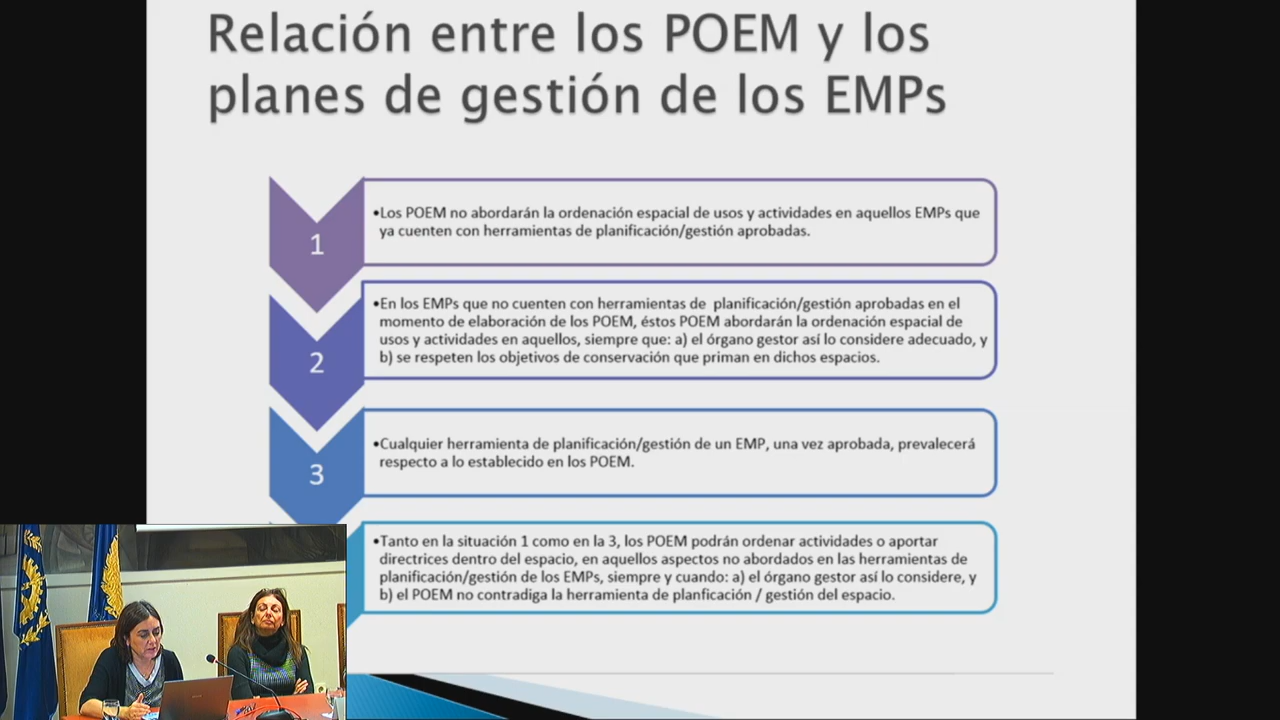 Relación entre los POEM y los
planes de gestión de los EMPs
1
•Los POEM no abordarán la ordenación espacial de usos y actividades en aquellos EMPs que
ya cuenten con herramientas de planificación/gestión aprobadas.
2
•En los EMPs que no cuenten con herramientas de planificación/gestión aprobadas en el
momento de elaboración de los POEM, éstos POEM abordarán la ordenación espacial de
usos y actividades en aquellos, siempre que: a) el órgano gestor así lo considere adecuado, y
b) se respeten los objetivos de conservación que priman en dichos espacios.
3
•Cualquier herramienta de planificación/gestión de un EMP, una vez aprobada, prevalecerá
respecto a lo establecido en los POEM.
•Tanto en la situación 1 como en la 3, los POEM podrán ordenar actividades o aportar
directrices dentro del espacio, en aquellos aspectos no abordados en las herramientas de
planificación/gestión de los EMPs, siempre y cuando: a) el órgano gestor así lo considere, y
b) el POEM no contradiga la herramienta de planficación / gestión del espacio.